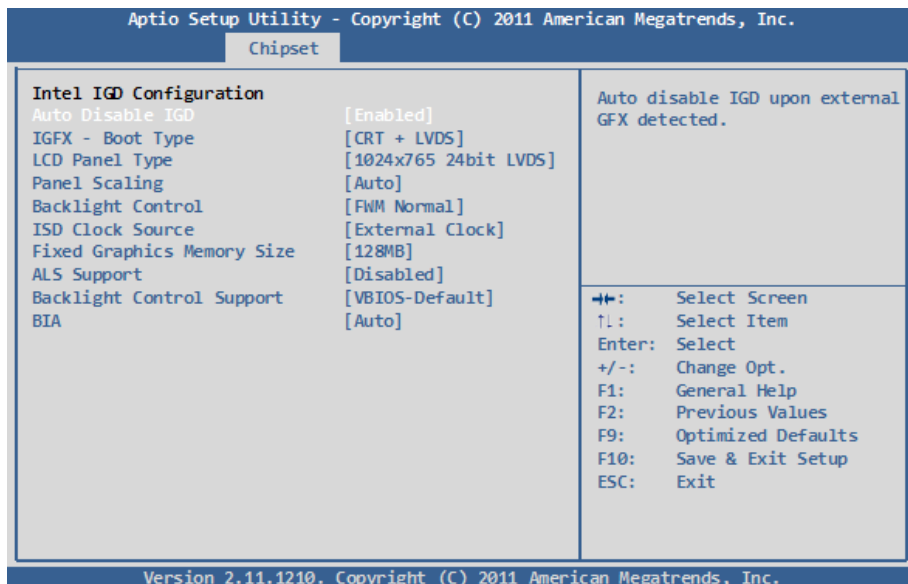 Aptio Setup Utility - Copyright (C) 2011 American Megatrends, Inc.
Chipset
Intel IGD Configuration
Auto Disable IGD [Enabled]
IGFX - Boot Type [CRT + LVDS]
LCD Panel Type [1024x765 24bit LVDS]
Panel Scaling [Auto]
Backlight Control [FWM Normal]
ISD Clock Source [External Clock]
Fixed Graphics Memory Size [128MB]
ALS Support [Disabled]
Backlight Control Support [VBIOS-Default]
BIA [Auto]
Auto disable IGD upon external
GFX detected.
→←: Select Screen
↑↓: Select Item
Enter: Select
+/-: Change Opt.
F1: General Help
F2: Previous Values
F9: Optimized Defaults
F10: Save & Exit Setup
ESC: Exit
Version 2.11.1210. Copyright (C) 2011 American Megatrends, Inc.